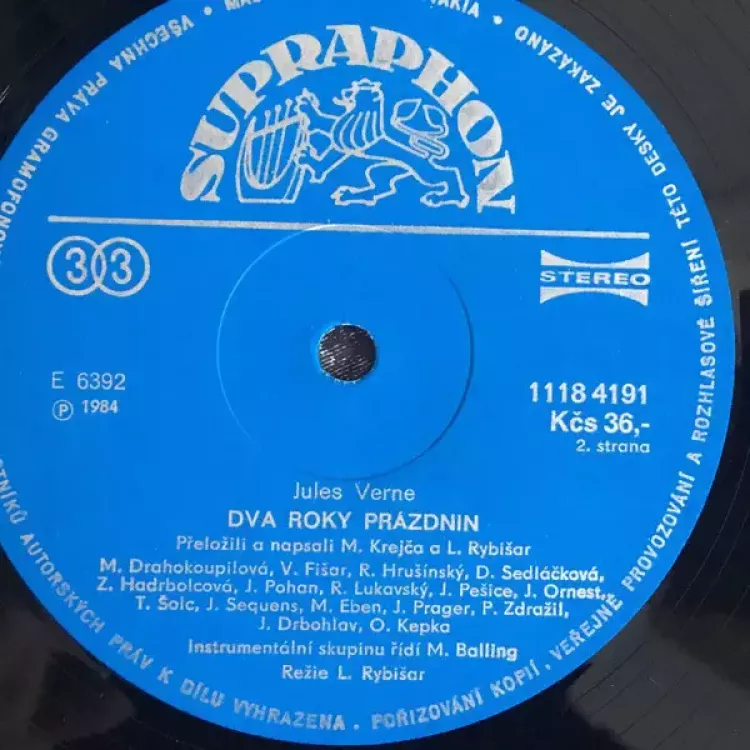 SUPRAPHON
33
STEREO
E 6392
℗ 1984
1118 4191
Kčs 36,-
2. strana
Jules Verne
DVA ROKY PRÁZDNIN
Přeložili a napsali M. Krejča a L. Rybišar
M. Drahokoupilová, V. Fišar, R. Hrušínský, D. Sedláčková,
Z. Hadrbolcová, J. Pohan, R. Lukavský, J. Pešice, J. Ornest,
T. Šolc, J. Sequens, M. Eben, J. Prager, P. Zdražil,
J. Drbohlav, O. Kepka
Instrumentální skupinu řídí M. Balling
Režie L. Rybišar
VŠECHNA PRÁVA
AUTORSKÝCH PRÁV K DÍLU VYHRAZENA . POŘIZOVÁNÍ KOPIÍ, VEŘEJNÉ PROVOZOVÁNÍ A ROZHLASOVÉ ŠÍŘENÍ TÉTO DESKY JE ZAKÁZÁNO